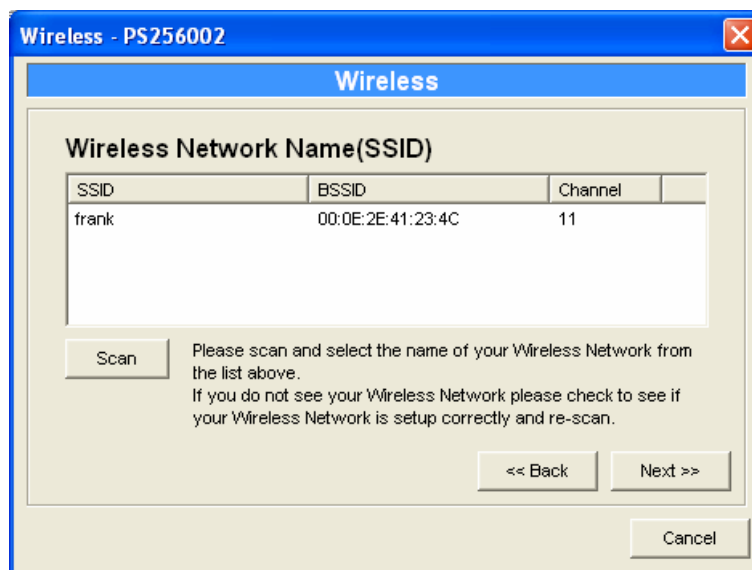 Wireless - PS256002
Wireless
Wireless Network Name(SSID)
SSID BSSID Channel
frank 00:0E:2E:41:23:4C 11
Scan
Please scan and select the name of your Wireless Network from
the list above.
If you do not see your Wireless Network please check to see if
your Wireless Network is setup correctly and re-scan.
<< Back Next >>
Cancel